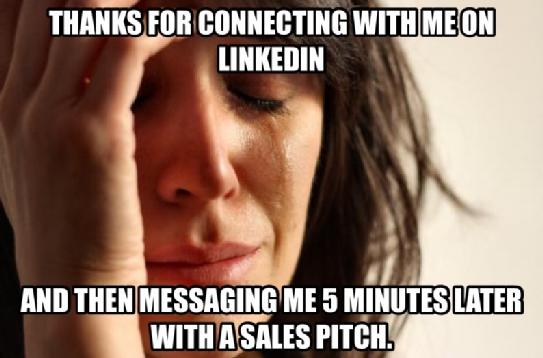 THANKS FOR CONNECTING WITH ME ON
LINKEDIN
AND THEN MESSAGING ME 5 MINUTES LATER
WITH A SALES PITCH.